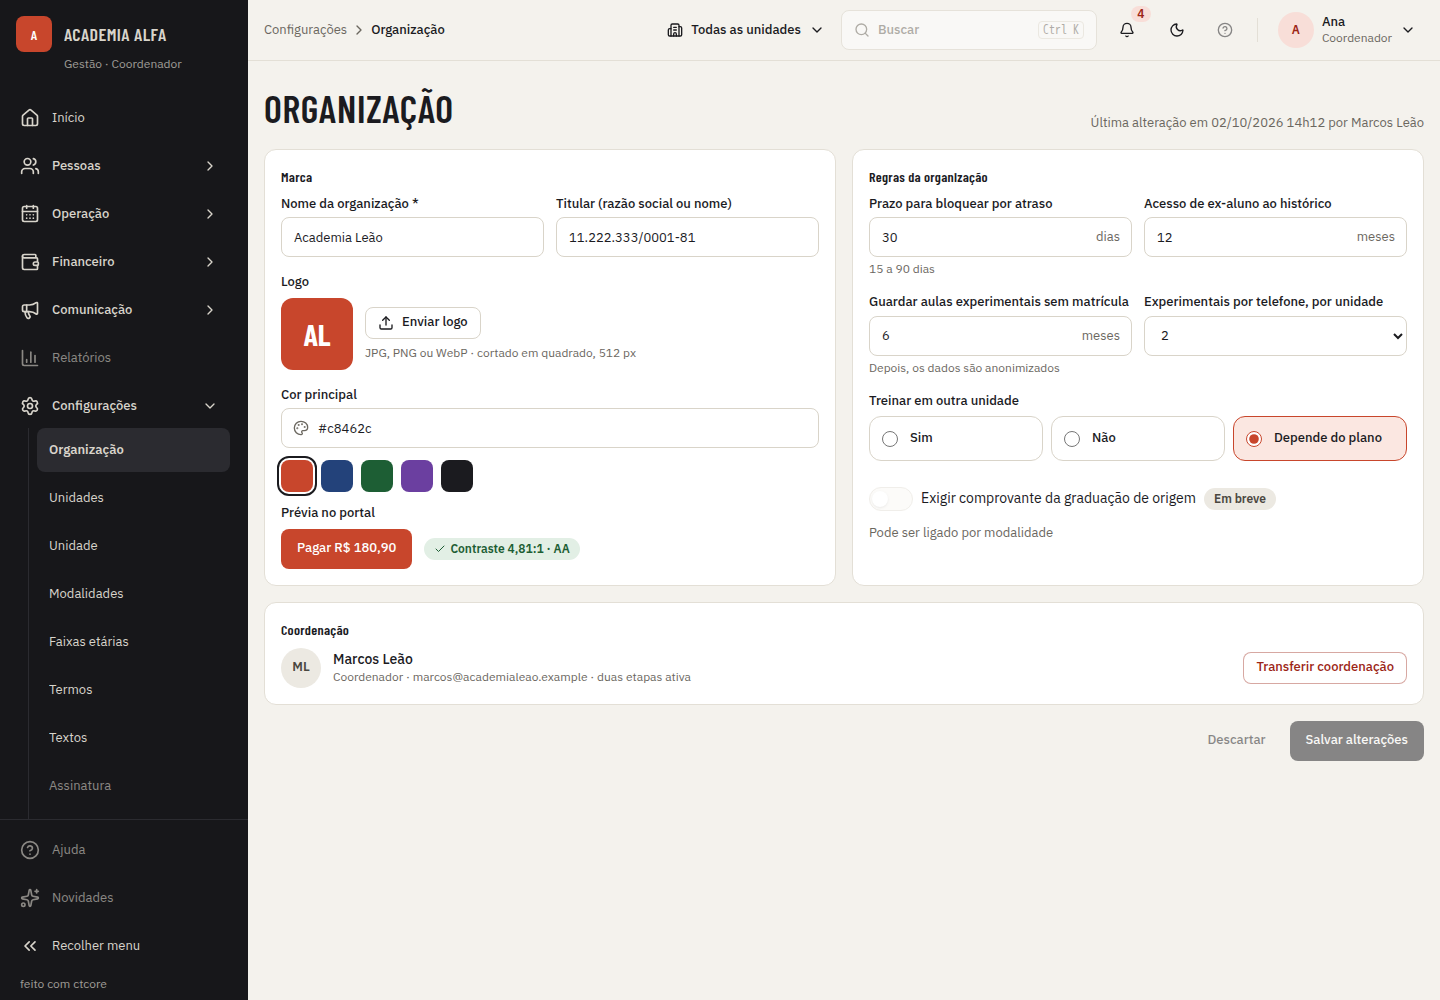 A
ACADEMIA ALFA
Gestão · Coordenador
Início
Pessoas
Operação
Financeiro
Comunicação
Relatórios
Configurações
Organização
Unidades
Unidade
Modalidades
Faixas etárias
Termos
Textos
Assinatura
Ajuda
Novidades
Recolher menu
feito com ctcore
Configurações
Organização
Todas as unidades
Buscar
Ctrl K
4
A
Ana
Coordenador
ORGANIZAÇÃO
Última alteração em 02/10/2026 14h12 por Marcos Leão
Marca
Nome da organização *
Titular (razão social ou nome)
Academia Leão
11.222.333/0001-81
Logo
AL
Enviar logo
JPG, PNG ou WebP · cortado em quadrado, 512 px
Cor principal
#c8462c
Prévia no portal
Pagar R$ 180,90
Contraste 4,81:1 · AA
Regras da organização
Prazo para bloquear por atraso
Acesso de ex-aluno ao histórico
30
dias
12
meses
15 a 90 dias
Guardar aulas experimentais sem matrícula
Experimentais por telefone, por unidade
6
meses
2
Depois, os dados são anonimizados
Treinar em outra unidade
Sim
Não
Depende do plano
Exigir comprovante da graduação de origem
Em breve
Pode ser ligado por modalidade
Coordenação
ML
Marcos Leão
Coordenador · marcos@academialeao.example · duas etapas ativa
Transferir coordenação
Descartar
Salvar alterações